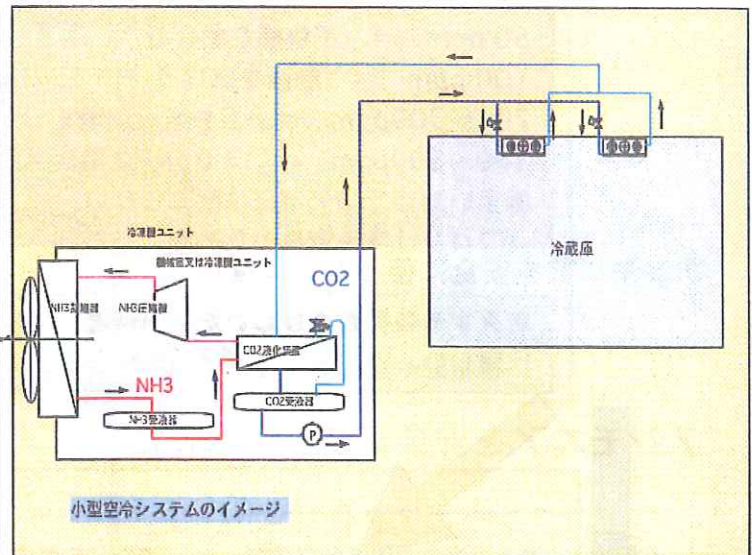 冷蔵庫
冷凍機ユニット
機械室又は冷凍機ユニット
CO2
NH3凝縮器
NH3圧縮機
CO2液化装置
NH3
CO2受液器
NH3受液器
P
小型空冷システムのイメージ